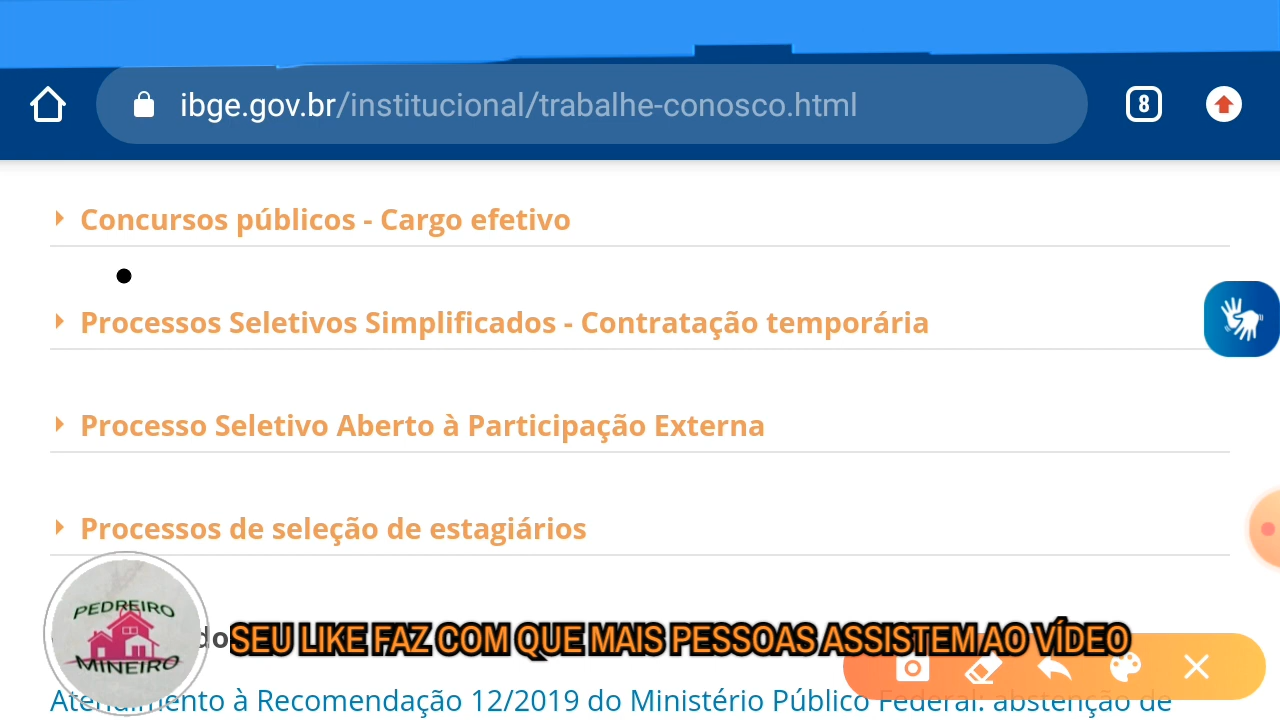 ibge.gov.br/institucional/trabalhe-conosco.html
8
Concursos públicos - Cargo efetivo
Processos Seletivos Simplificados - Contratação temporária
Processo Seletivo Aberto à Participação Externa
Processos de seleção de estagiários
PEDREIRO
MINEIRO
SEU LIKE FAZ COM QUE MAIS PESSOAS ASSISTEM AO VÍDEO
Atendimento à Recomendação 12/2019 do Ministério Público Federal: abstenção de